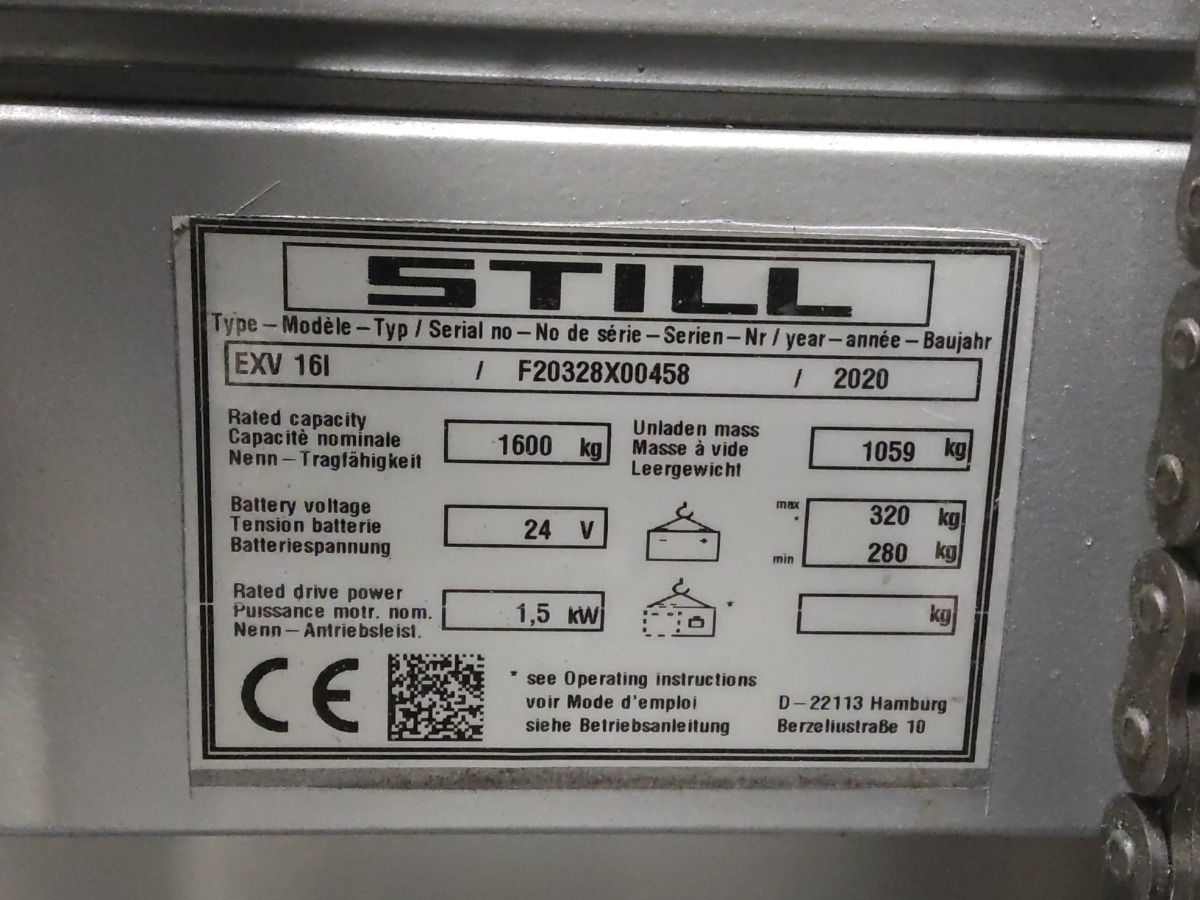 STILL
Type – Modèle – Typ / Serial no – No de série – Serien – Nr / year – année – Baujahr
EXV 16I / F20328X00458 / 2020
Rated capacity
Capacitè nominale
Nenn – Tragfähigkeit
1600 kg
Unladen mass
Masse à vide
Leergewicht
1059 kg
Battery voltage
Tension batterie
Batteriespannung
24 V
max
*
min
320 kg
280 kg
Rated drive power
Puissance motr. nom.
Nenn – Antriebsleist.
1,5 kW
*
kg
CE
* see Operating instructions
voir Mode d'emploi
siehe Betriebsanleitung
D – 22113 Hamburg
Berzeliustraße 10